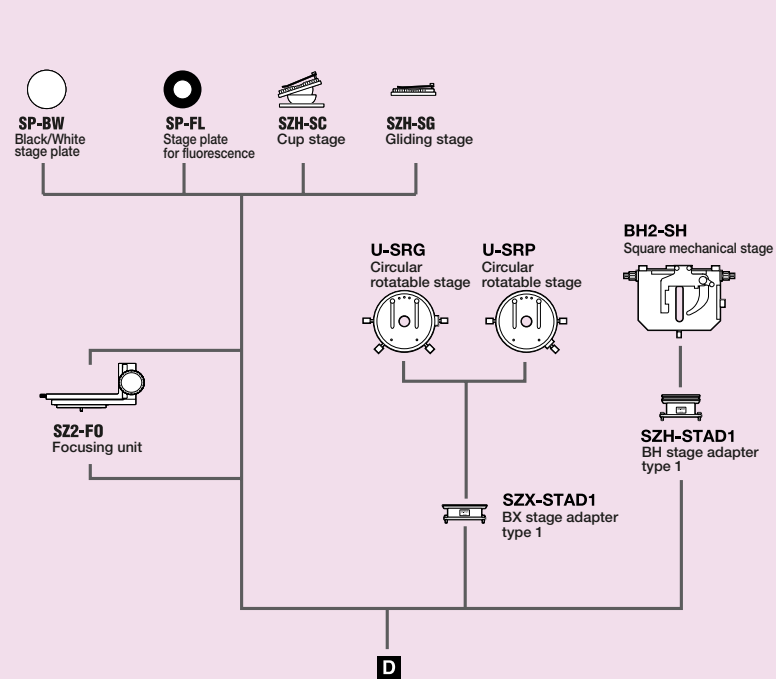 SP-BW
Black/White
stage plate
SP-FL
Stage plate
for fluorescence
SZH-SC
Cup stage
SZH-SG
Gliding stage
U-SRG
Circular
rotatable stage
U-SRP
Circular
rotatable stage
BH2-SH
Square mechanical stage
SZ2-FO
Focusing unit
SZH-STAD1
BH stage adapter
type 1
SZX-STAD1
BX stage adapter
type 1
D